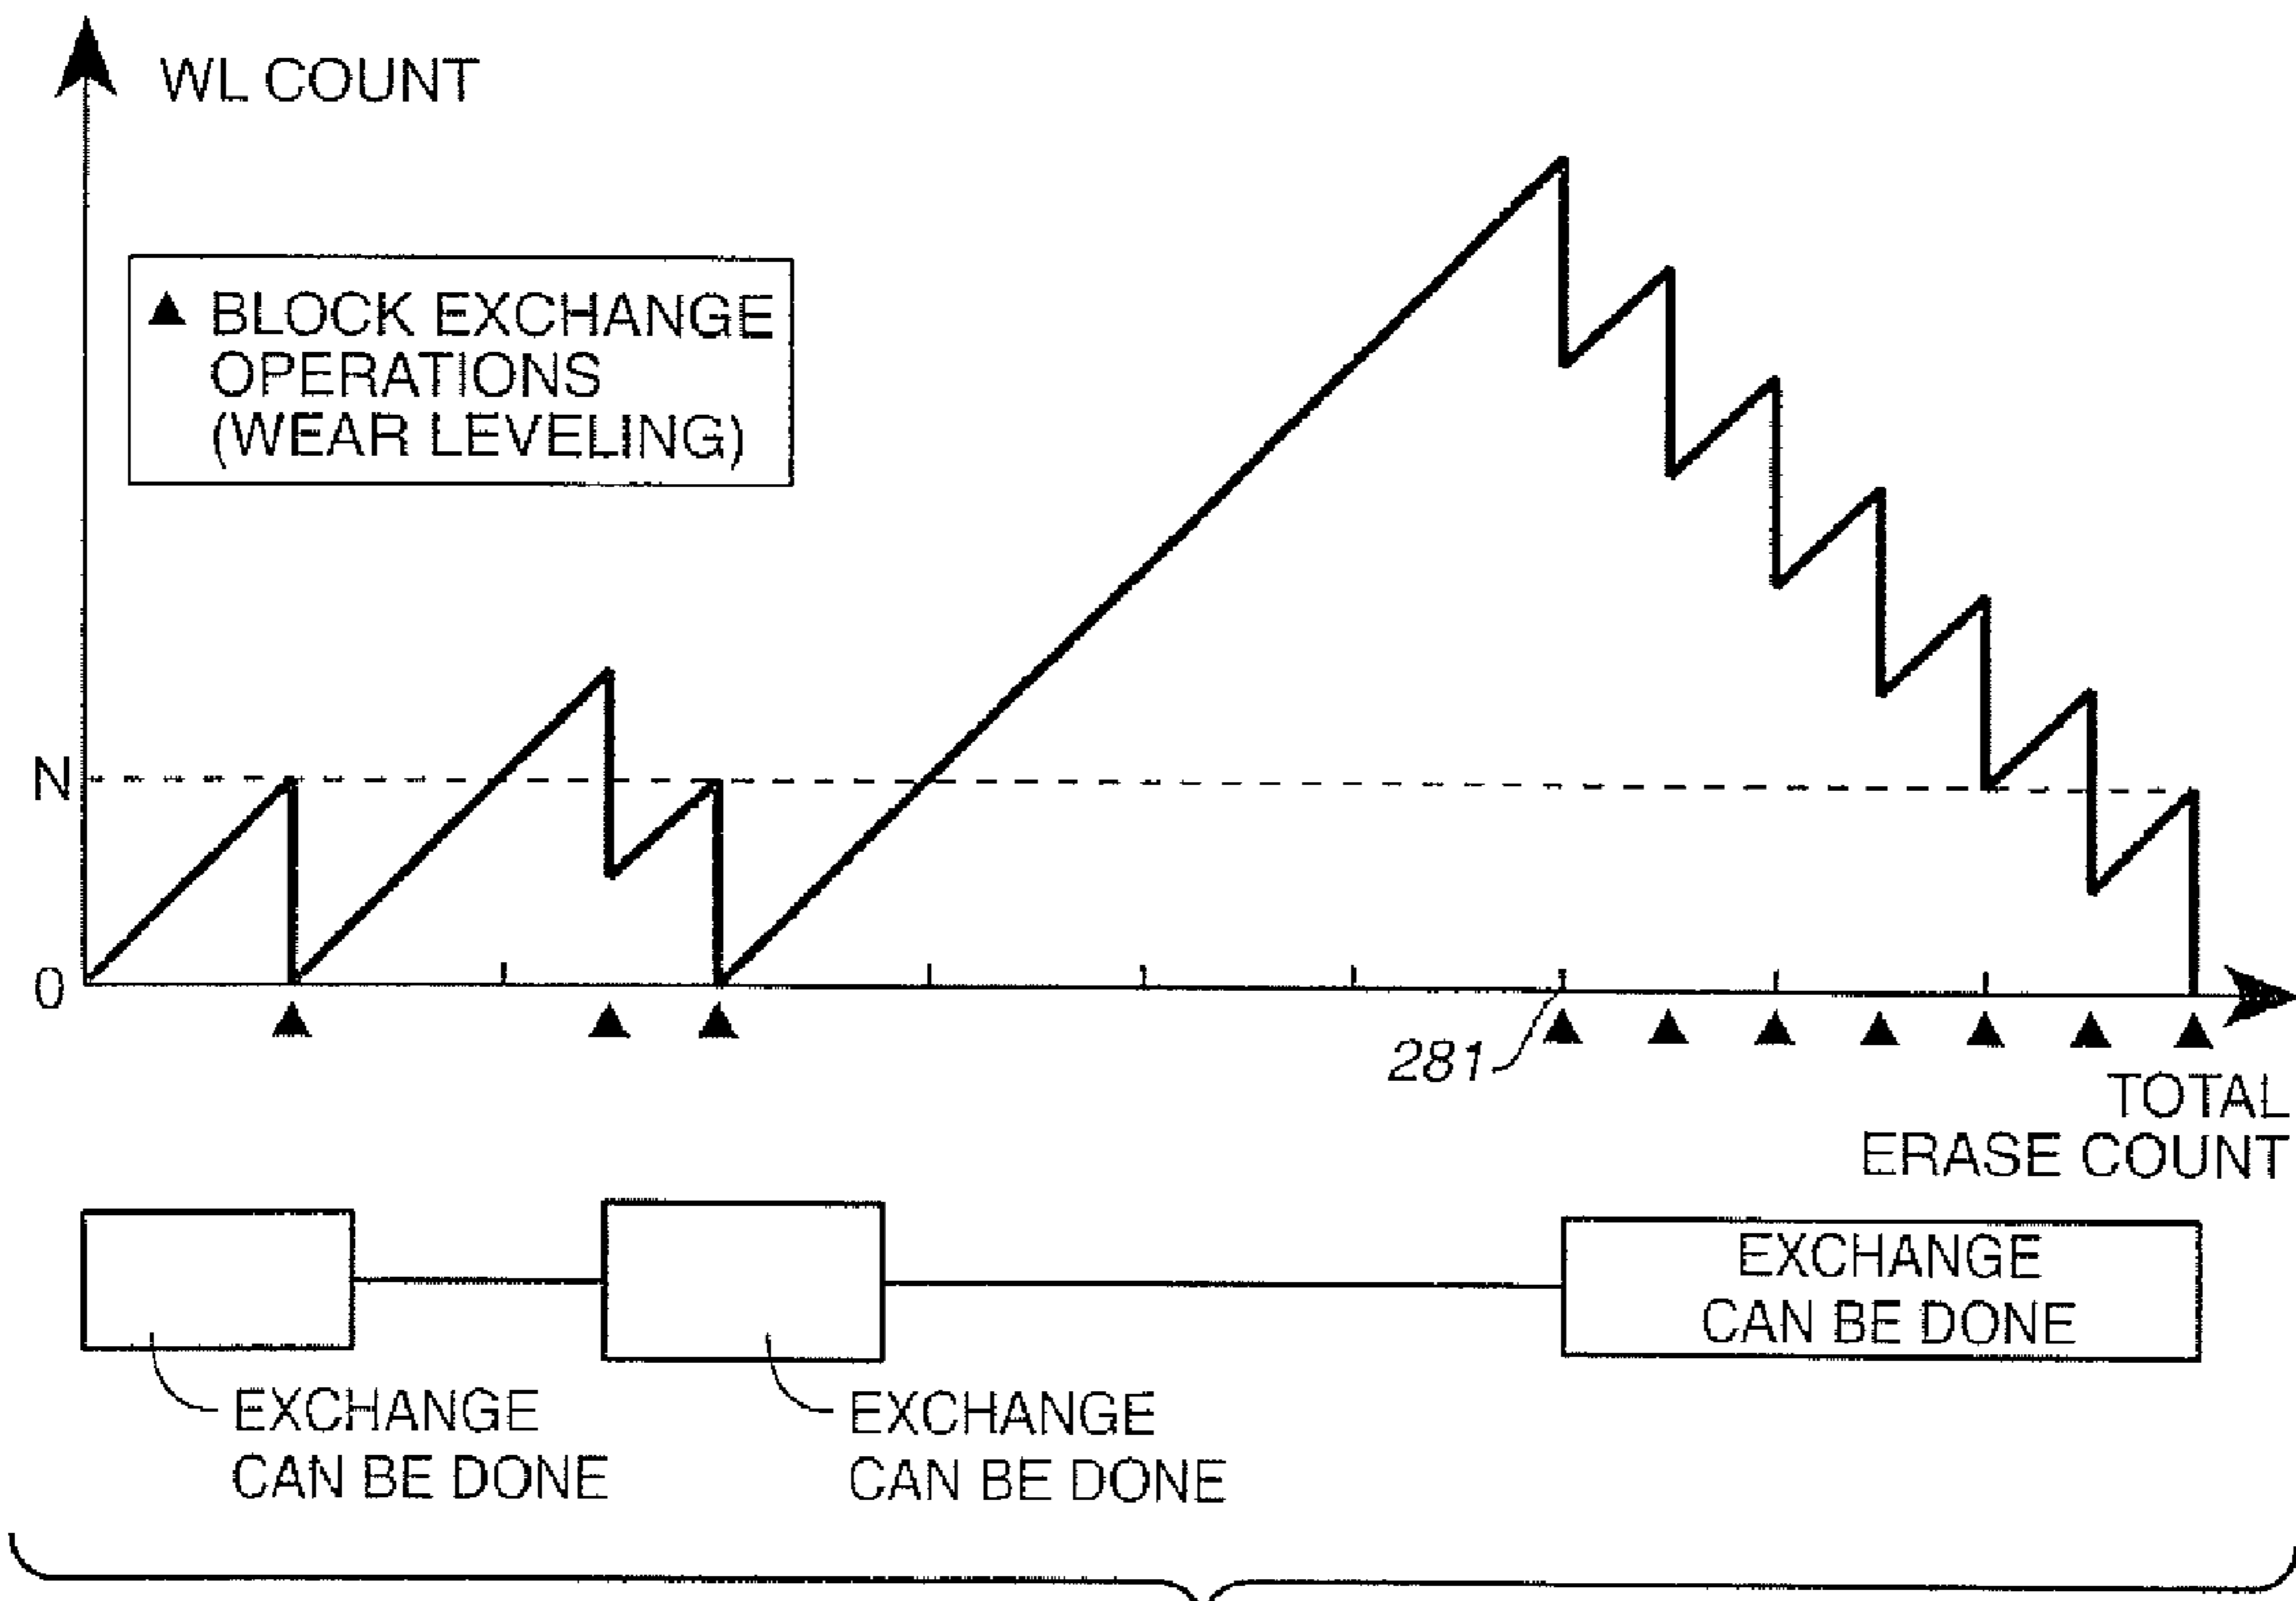 WL COUNT
▲ BLOCK EXCHANGE
OPERATIONS
(WEAR LEVELING)
N
0
281
TOTAL
ERASE COUNT
EXCHANGE
CAN BE DONE
EXCHANGE
CAN BE DONE
EXCHANGE
CAN BE DONE